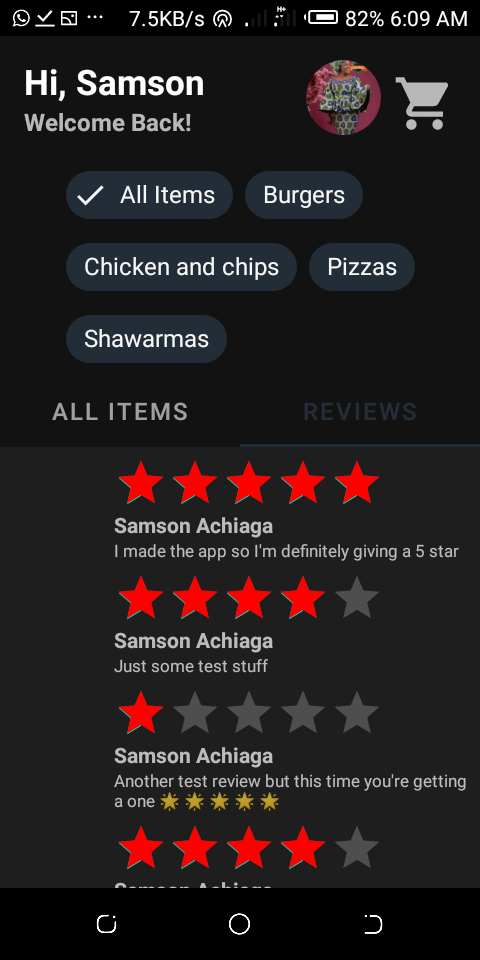 7.5KB/s H+ 82% 6:09 AM
Hi, Samson
Welcome Back!
All Items Burgers
Chicken and chips Pizzas
Shawarmas
ALL ITEMS REVIEWS
Samson Achiaga
I made the app so I'm definitely giving a 5 star
Samson Achiaga
Just some test stuff
Samson Achiaga
Another test review but this time you're getting
a one 🌟 🌟 🌟 🌟 🌟
Samson Achiaga